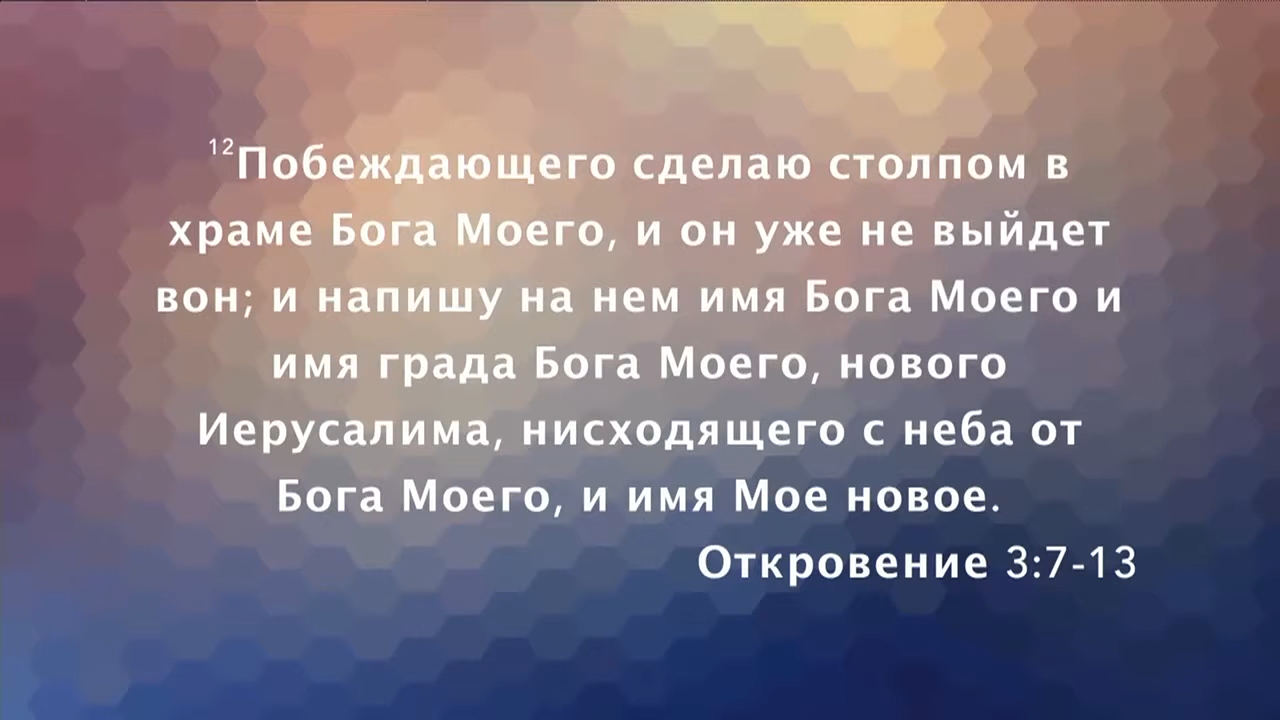 12Побеждающего сделаю столпом в
храме Бога Моего, и он уже не выйдет
вон; и напишу на нем имя Бога Моего и
имя града Бога Моего, нового
Иерусалима, нисходящего с неба от
Бога Моего, и имя Мое новое.
Откровение 3:7-13